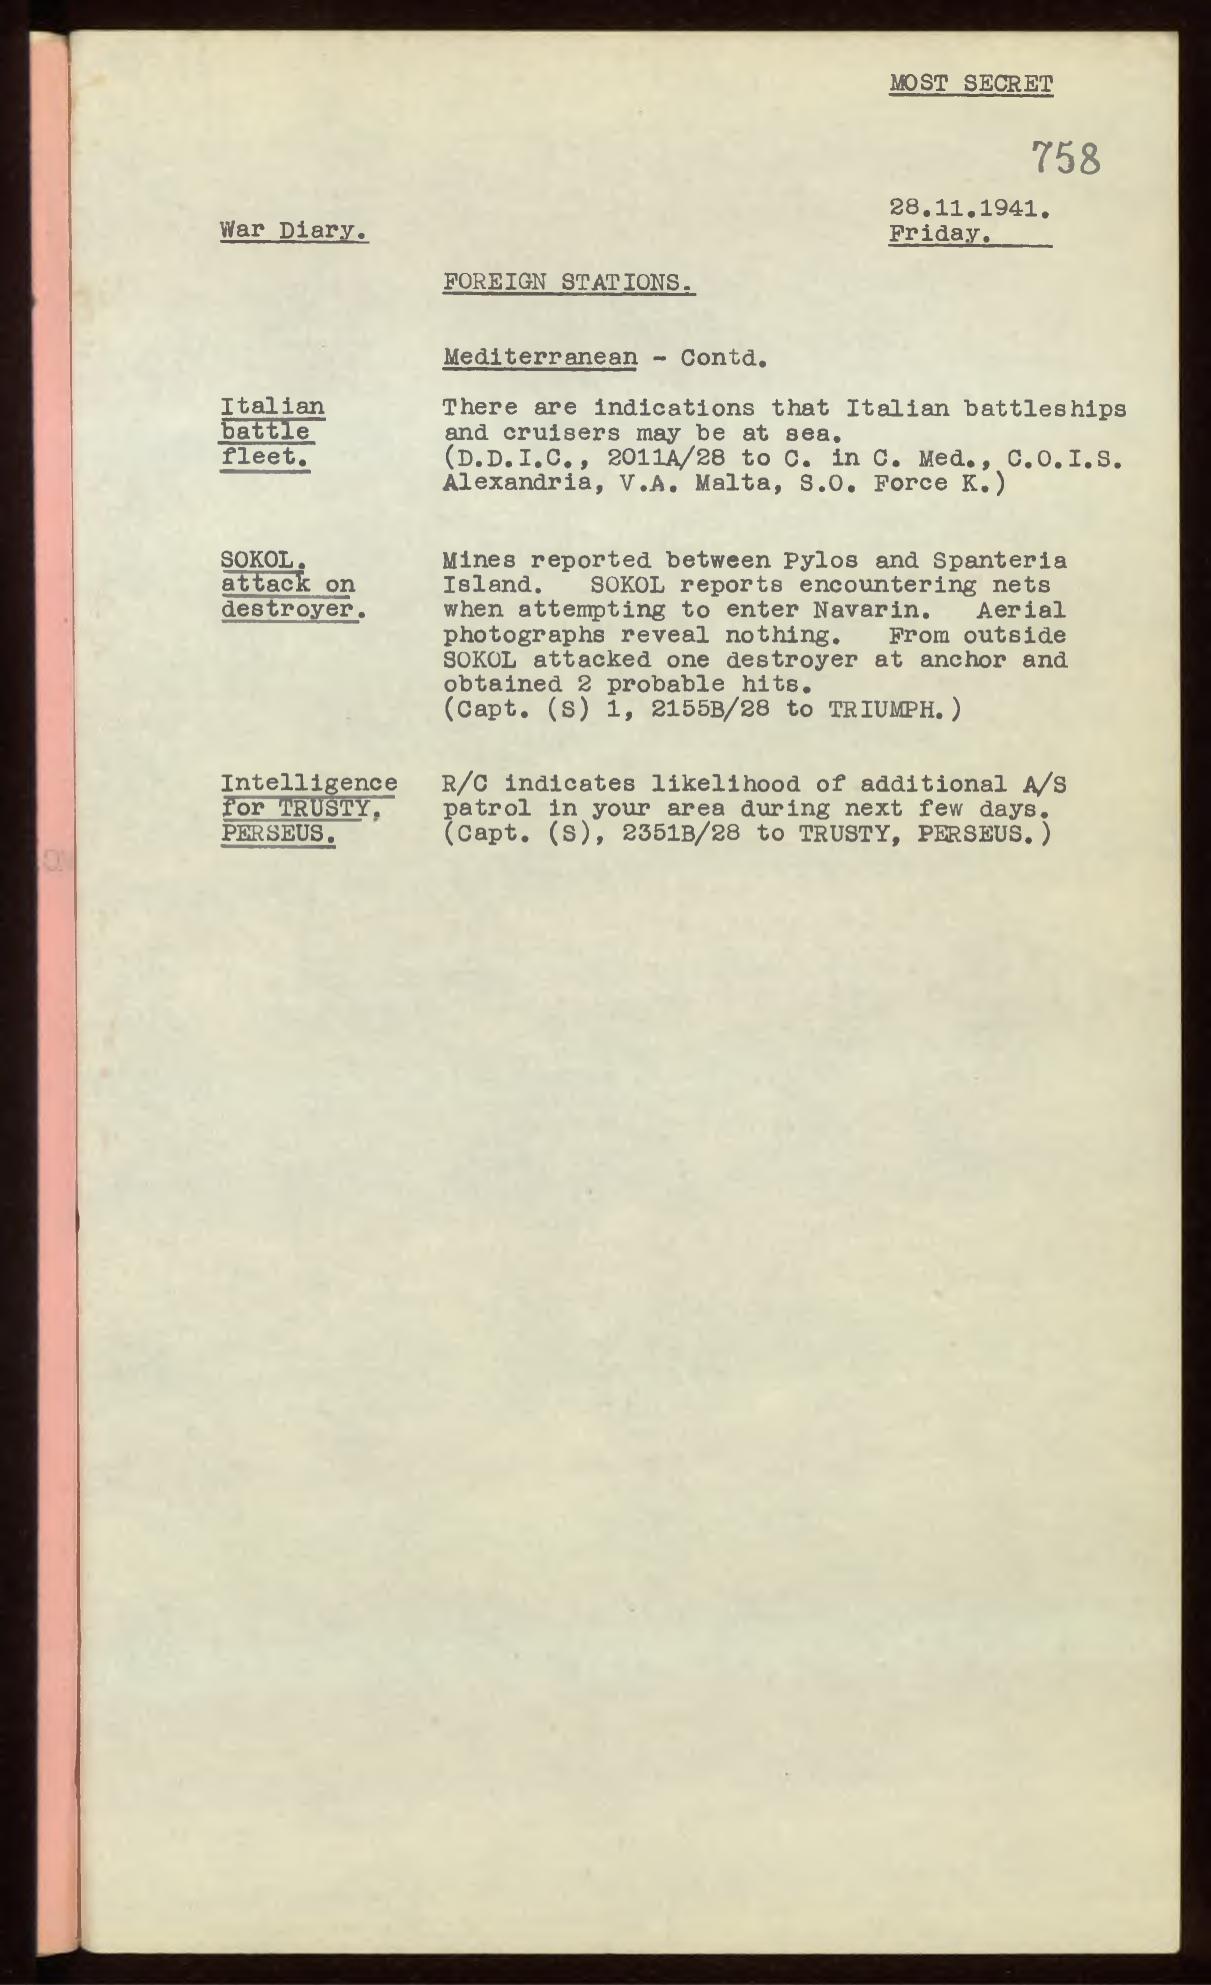 MOST SECRET
758
28.11.1941.
War Diary.
Friday.
FOREIGN STATIONS.
Mediterranean - Contd.
Italian
battle
fleet.
There are indications that Italian battleships
and cruisers may be at sea.
(D.D.I.C., 2011A/28 to C. in C. Med., C.O.I.S.
Alexandria, V.A. Malta, S.O. Force K.)
SOKOL.
attack on
destroyer.
Mines reported between Pylos and Spanteria
Island. SOKOL reports encountering nets
when attempting to enter Navarin. Aerial
photographs reveal nothing. From outside
SOKOL attacked one destroyer at anchor and
obtained 2 probable hits.
(Capt. (S) 1, 2155B/28 to TRIUMPH.)
Intelligence
for TRUSTY,
PERSEUS.
R/C indicates likelihood of additional A/S
patrol in your area during next few days.
(Capt. (S), 2351B/28 to TRUSTY, PERSEUS.)